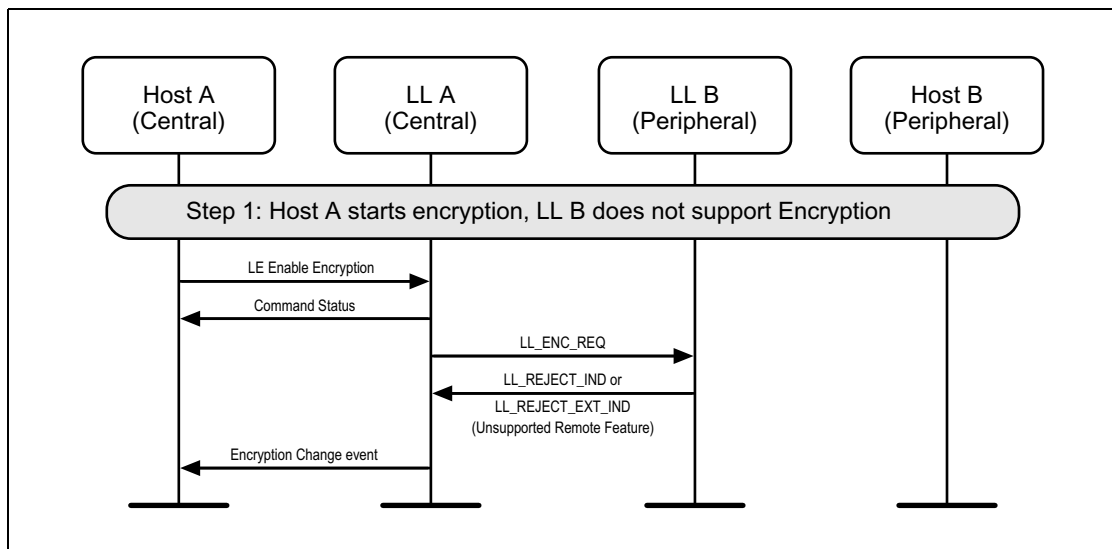 Host A
(Central)
LL A
(Central)
LL B
(Peripheral)
Host B
(Peripheral)
Step 1: Host A starts encryption, LL B does not support Encryption
LE Enable Encryption
Command Status
LL_ENC_REQ
LL_REJECT_IND or
LL_REJECT_EXT_IND
(Unsupported Remote Feature)
Encryption Change event